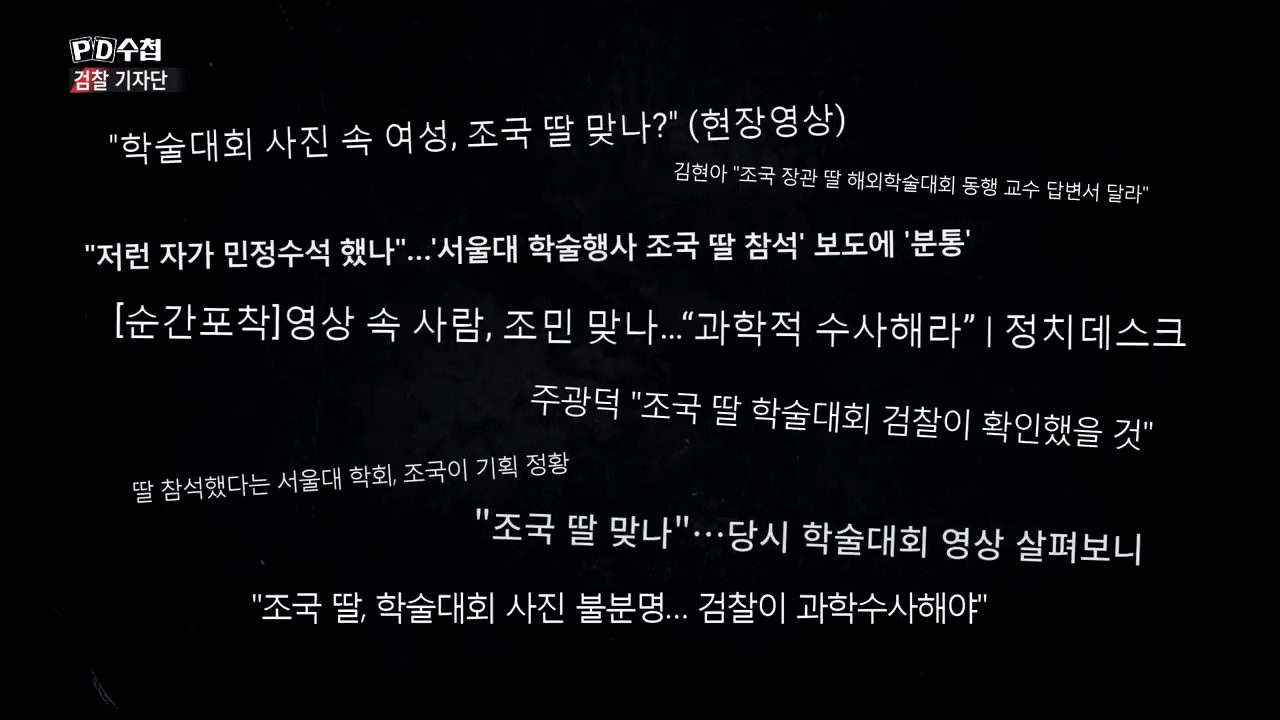 PD수첩
검찰 기자단
"학술대회 사진 속 여성, 조국 딸 맞나?" (현장영상)
김현아 "조국 장관 딸 해외학술대회 동행 교수 답변서 달라"
"저런 자가 민정수석 했나"...'서울대 학술행사 조국 딸 참석' 보도에 '분통'
[순간포착]영상 속 사람, 조민 맞나...“과학적 수사해라” | 정치데스크
주광덕 "조국 딸 학술대회 검찰이 확인했을 것"
딸 참석했다는 서울대 학회, 조국이 기획 정황
"조국 딸 맞나"…당시 학술대회 영상 살펴보니
"조국 딸, 학술대회 사진 불분명... 검찰이 과학수사해야"